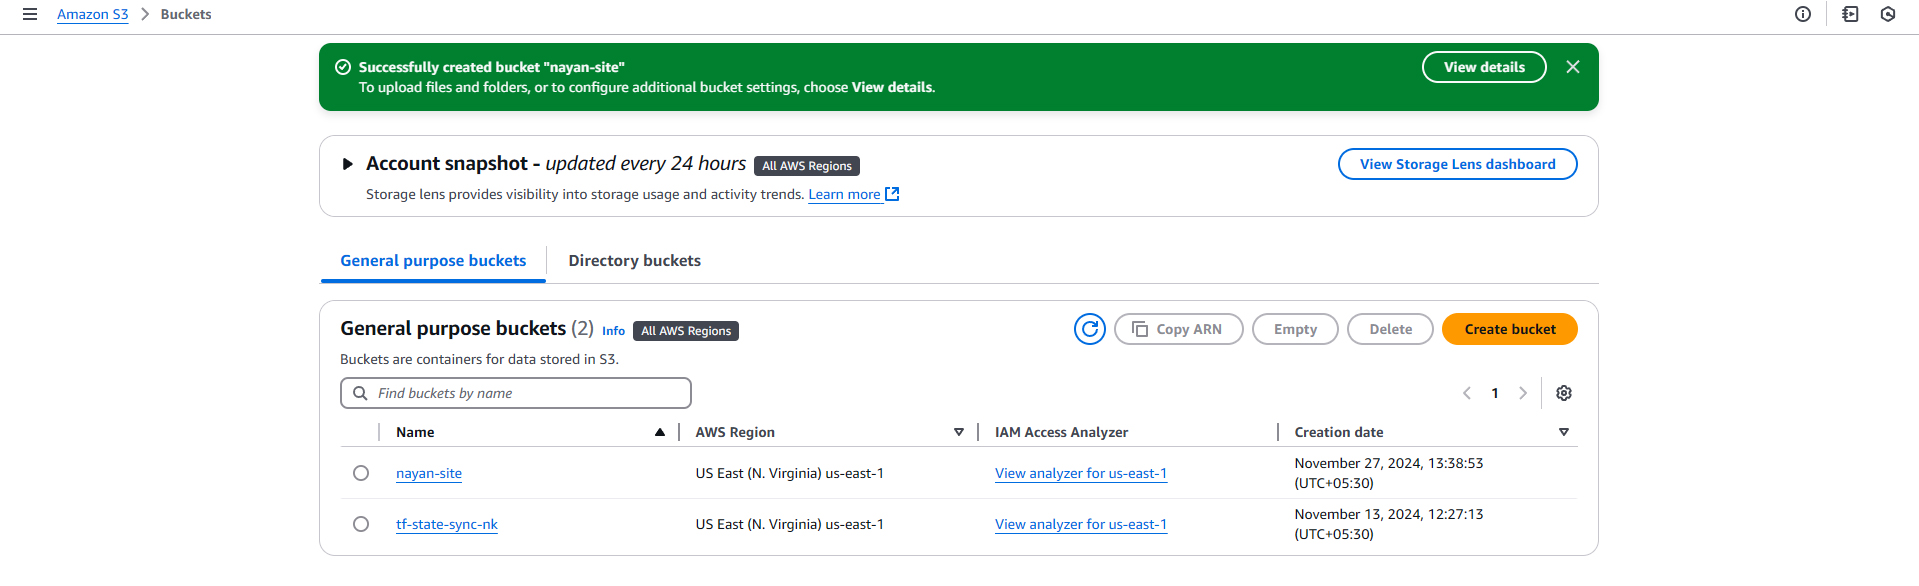 Amazon S3 > Buckets
Successfully created bucket "nayan-site"
To upload files and folders, or to configure additional bucket settings, choose View details.
View details
Account snapshot - updated every 24 hours All AWS Regions
View Storage Lens dashboard
Storage lens provides visibility into storage usage and activity trends. Learn more
General purpose buckets
Directory buckets
General purpose buckets (2) Info All AWS Regions
Copy ARN
Empty
Delete
Create bucket
Buckets are containers for data stored in S3.
Find buckets by name
1
Name AWS Region IAM Access Analyzer Creation date
nayan-site US East (N. Virginia) us-east-1 View analyzer for us-east-1 November 27, 2024, 13:38:53
(UTC+05:30)
tf-state-sync-nk US East (N. Virginia) us-east-1 View analyzer for us-east-1 November 13, 2024, 12:27:13
(UTC+05:30)